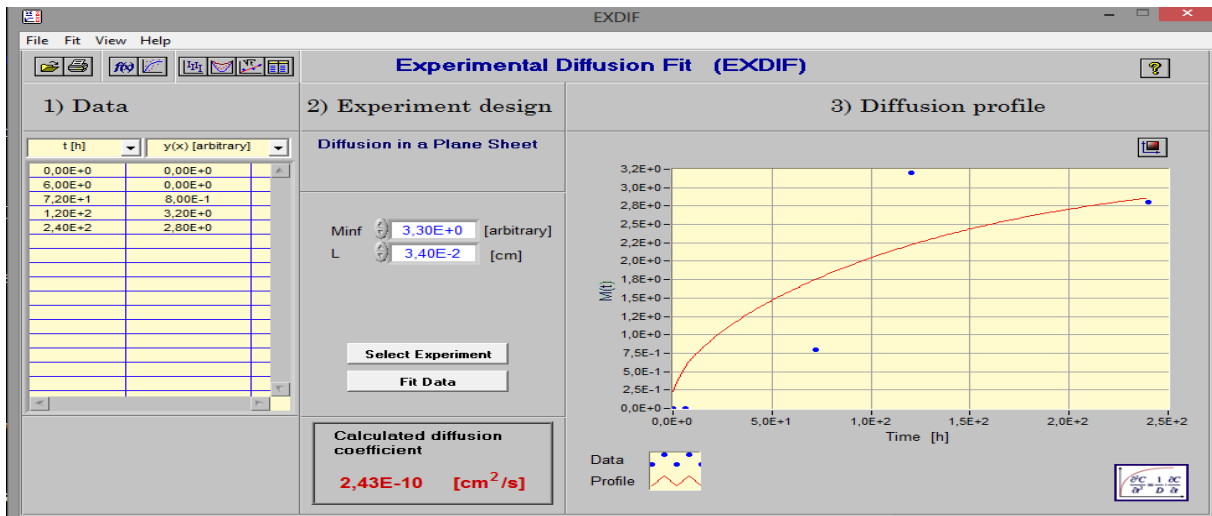 EXDIF
File Fit View Help
Experimental Diffusion Fit (EXDIF)
?
1) Data
t [h] y(x) [arbitrary]
0,00E+0 0,00E+0
6,00E+0 0,00E+0
7,20E+1 8,00E-1
1,20E+2 3,20E+0
2,40E+2 2,80E+0
2) Experiment design
Diffusion in a Plane Sheet
Minf 3,30E+0 [arbitrary]
L 3,40E-2 [cm]
Select Experiment
Fit Data
Calculated diffusion
coefficient
2,43E-10 [cm²/s]
3) Diffusion profile
M(t)
3,2E+0
3,0E+0
2,8E+0
2,5E+0
2,2E+0
2,0E+0
1,8E+0
1,5E+0
1,2E+0
1,0E+0
7,5E-1
5,0E-1
2,5E-1
0,0E+0
0,0E+0 5,0E+1 1,0E+2 1,5E+2 2,0E+2 2,5E+2
Time [h]
Data
Profile